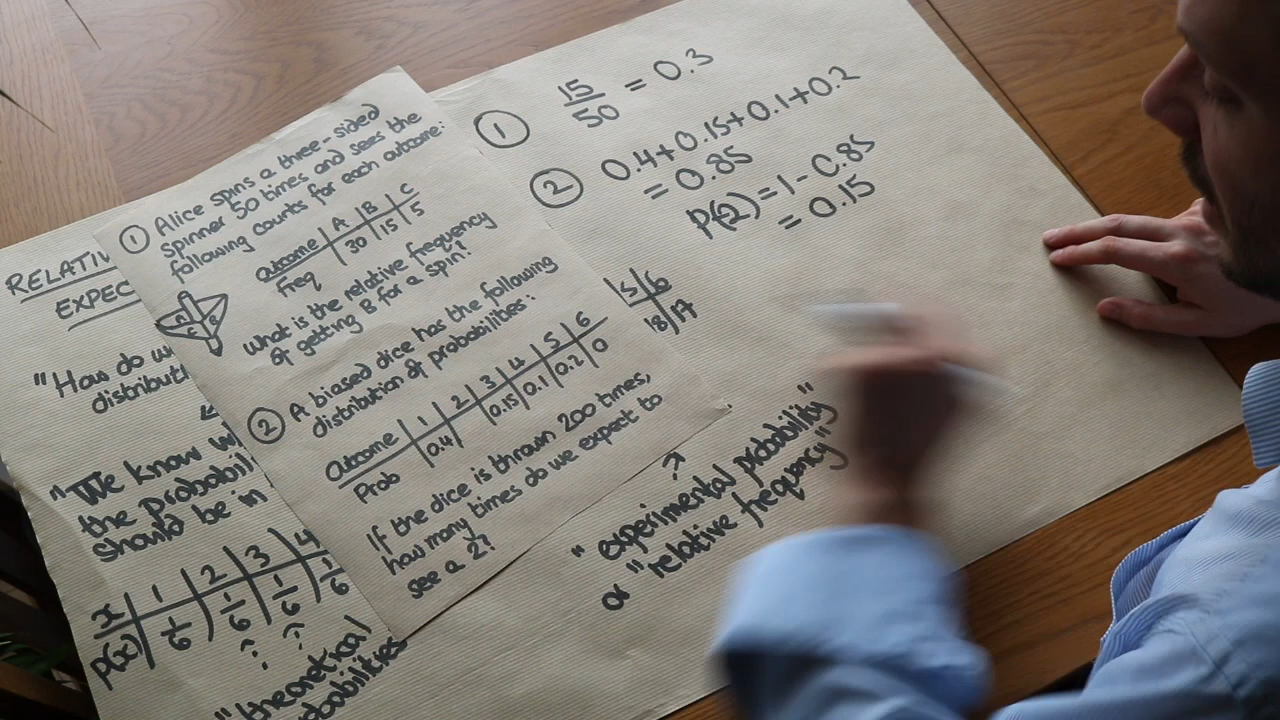 RELATIV
EXPEC
"How do w
distribut
"We know w
the probabil
should be in
x | 1 | 2 | 3 | 4
P(x) | 1/6 | 1/6 | 1/6 | 1/6
? ?
"theoretical
obabilities
① Alice spins a three-sided
spinner 50 times and sees the
following counts for each outcome:
Outcome | A | B | C
Freq | 30 | 15 | 5
What is the relative frequency
of getting B for a spin?
② A biased dice has the following
distribution of probabilities:
Outcome | 1 | 2 | 3 | 4 | 5 | 6
Prob | 0.4 | | 0.15 | 0.1 | 0.2 | 0
If the dice is thrown 200 times,
how many times do we expect to
see a 2?
① 15/50 = 0.3
② 0.4+0.15+0.1+0.2
= 0.85
P(2) = 1 - 0.85
= 0.15
5 | 6
18 | 17
"experimental probability"
or "relative frequency"